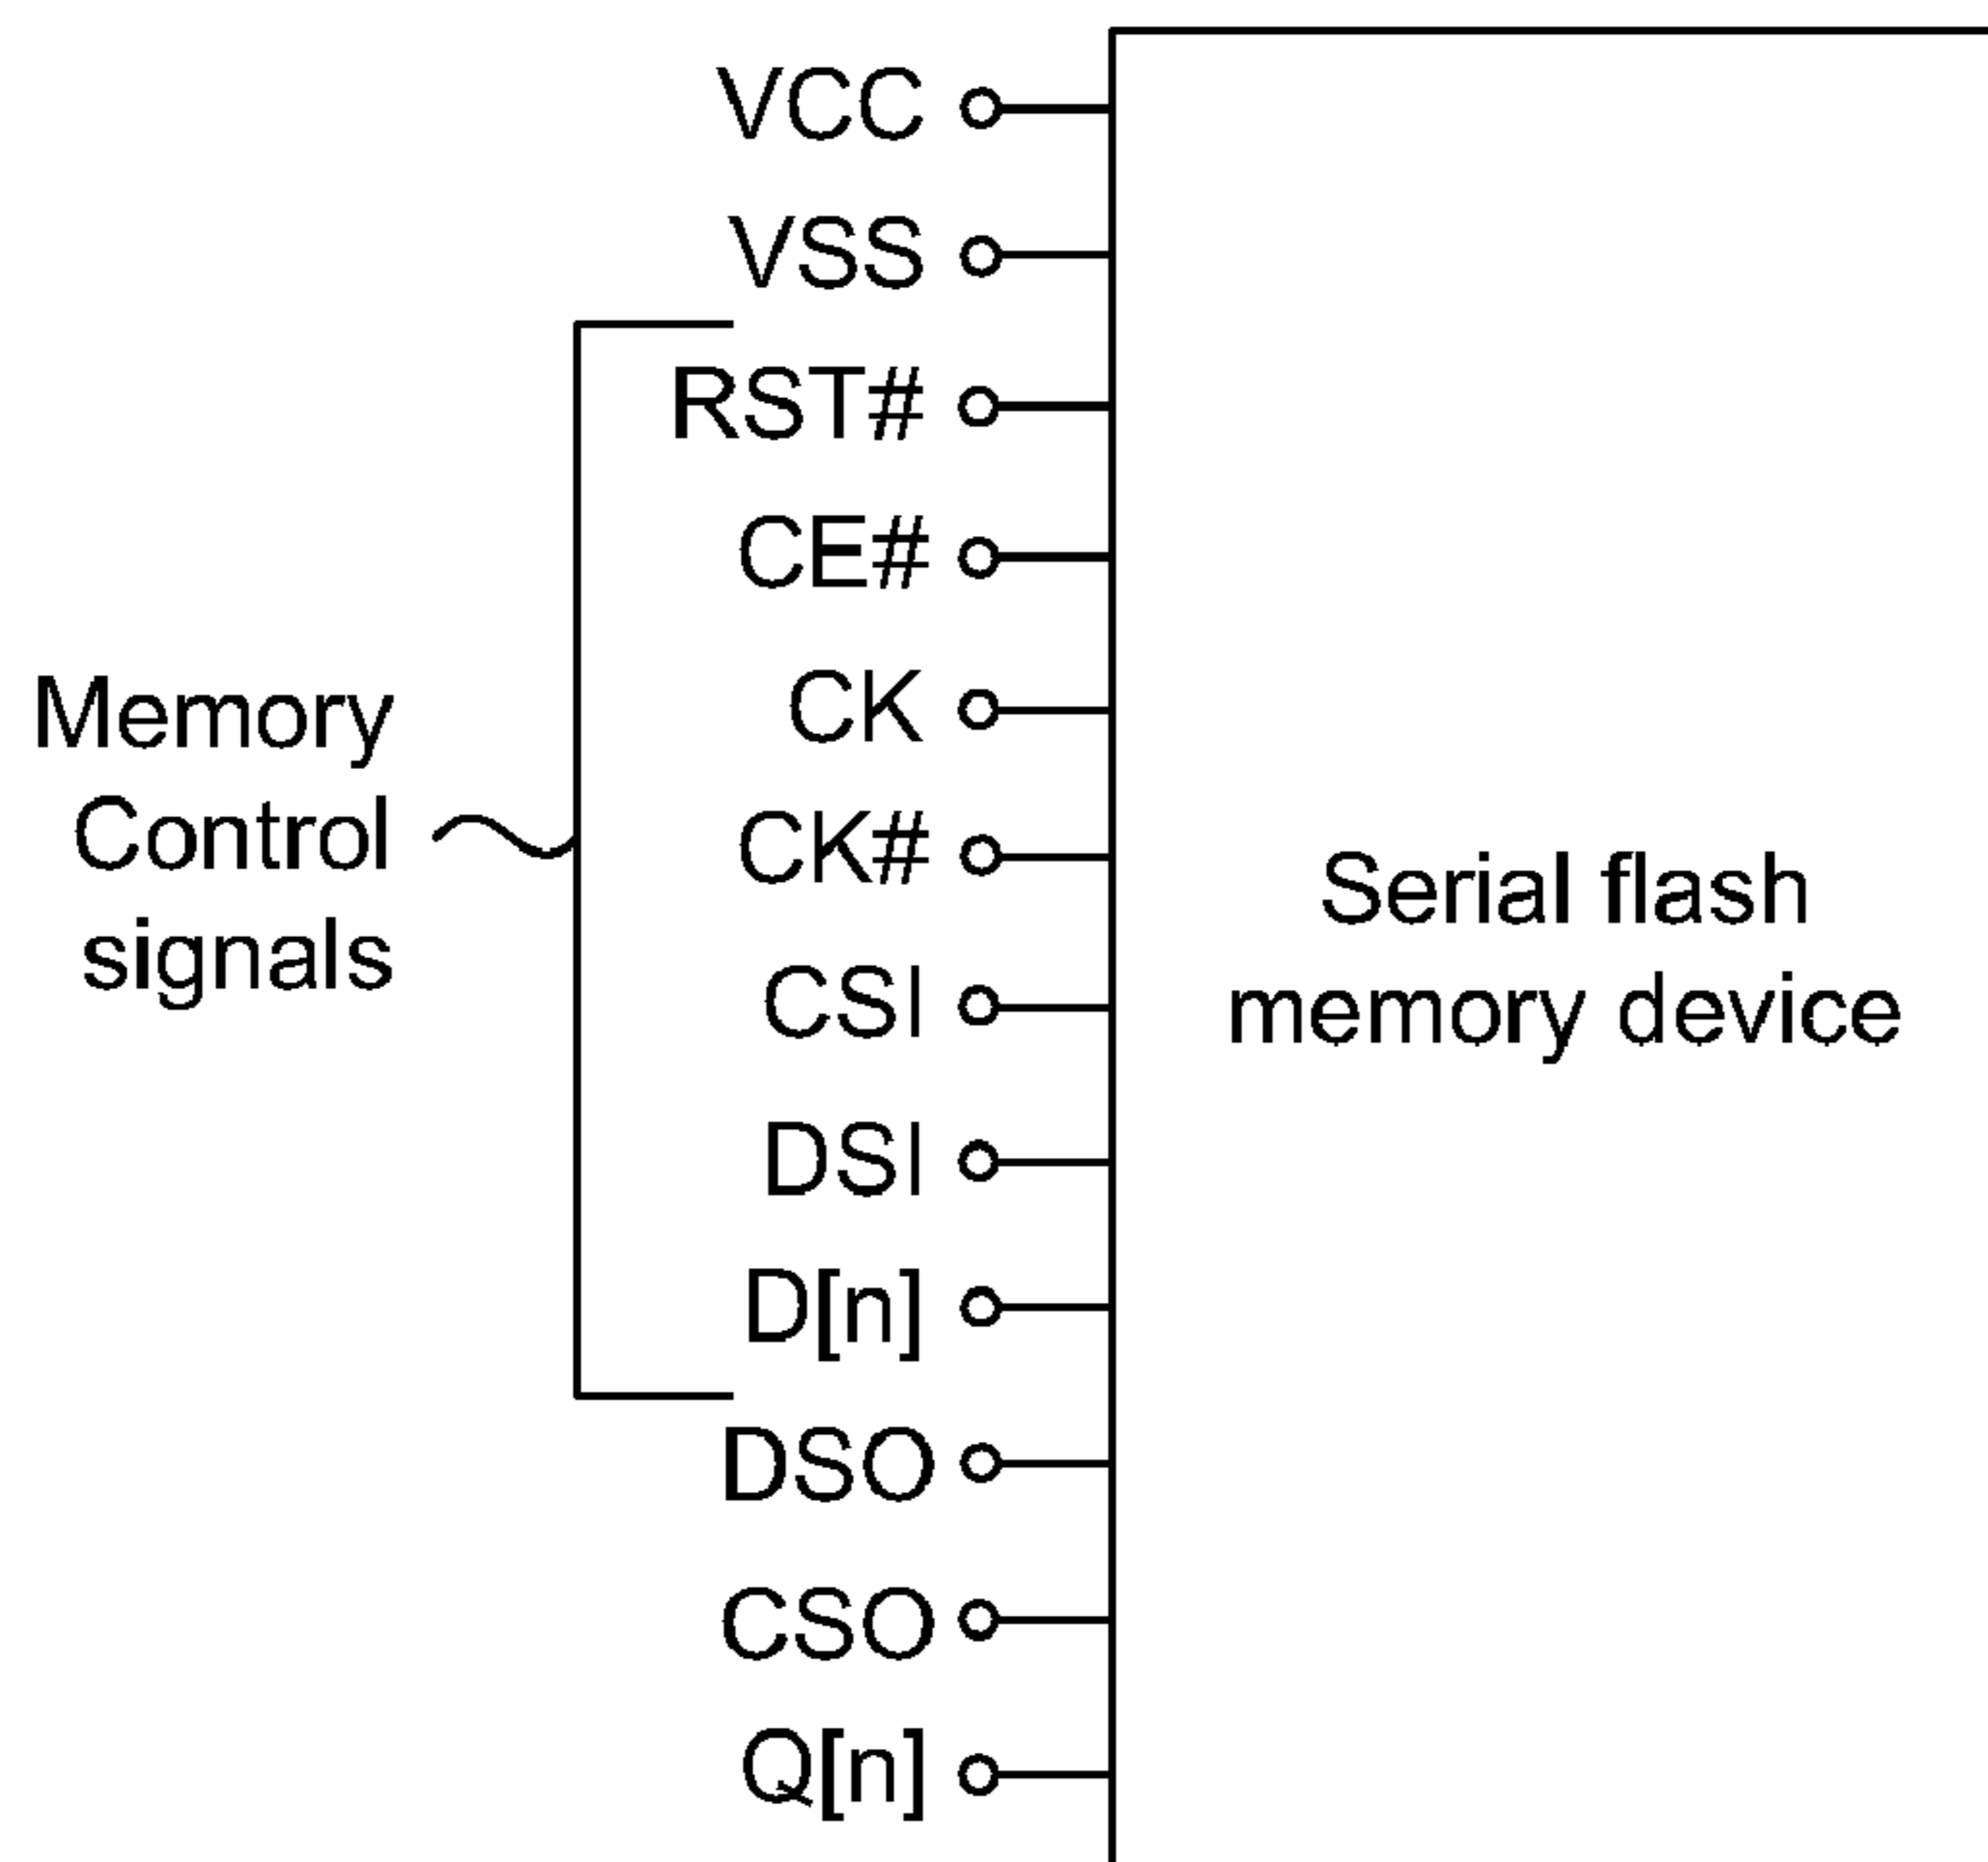 VCC
VSS
RST#
CE#
CK
CK#
CSI
DSI
D[n]
DSO
CSO
Q[n]
Memory
Control
signals
Serial flash
memory device